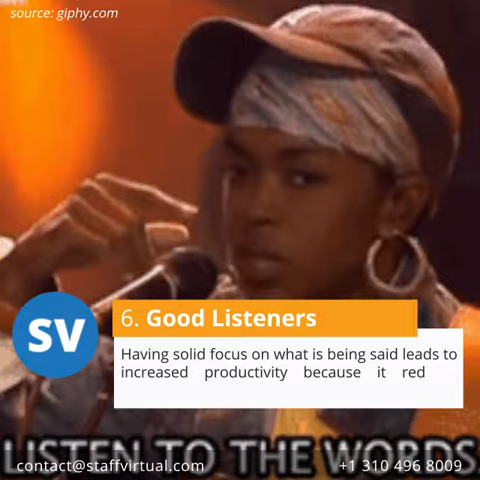 source: giphy.com
SV
6. Good Listeners
Having solid focus on what is being said leads to
increased productivity because it red
LISTEN TO THE WORDS
contact@staffvirtual.com
+1 310 496 8009